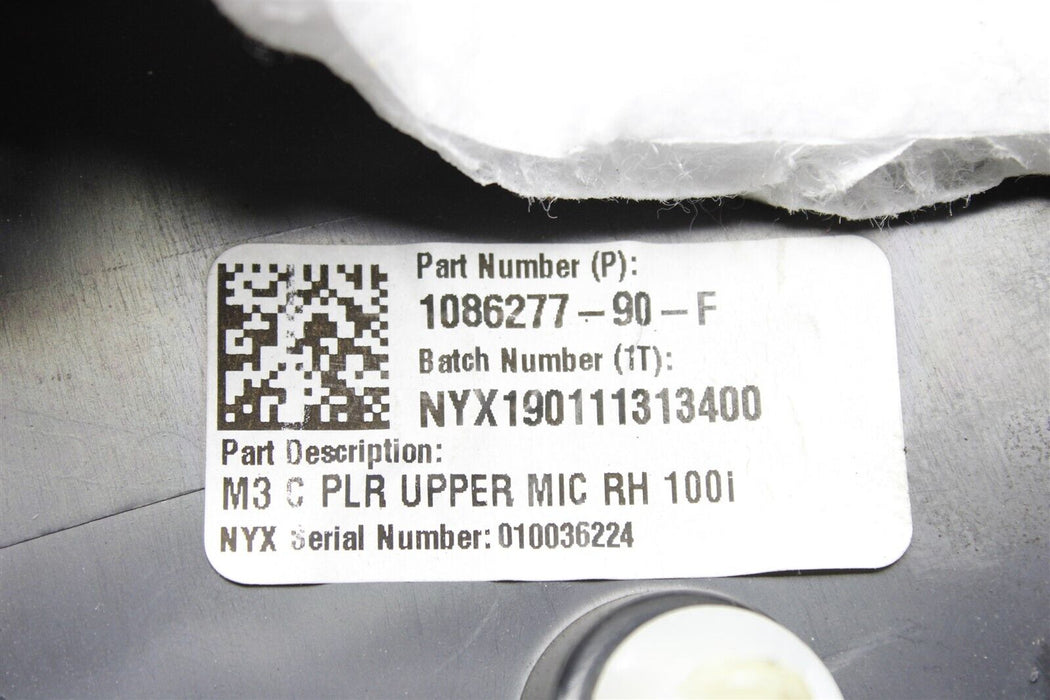 Part Number (P):
1086277-90-F
Batch Number (1T):
NYX190111313400
Part Description:
M3 C PLR UPPER MIC RH 100i
NYX Serial Number: 010036224